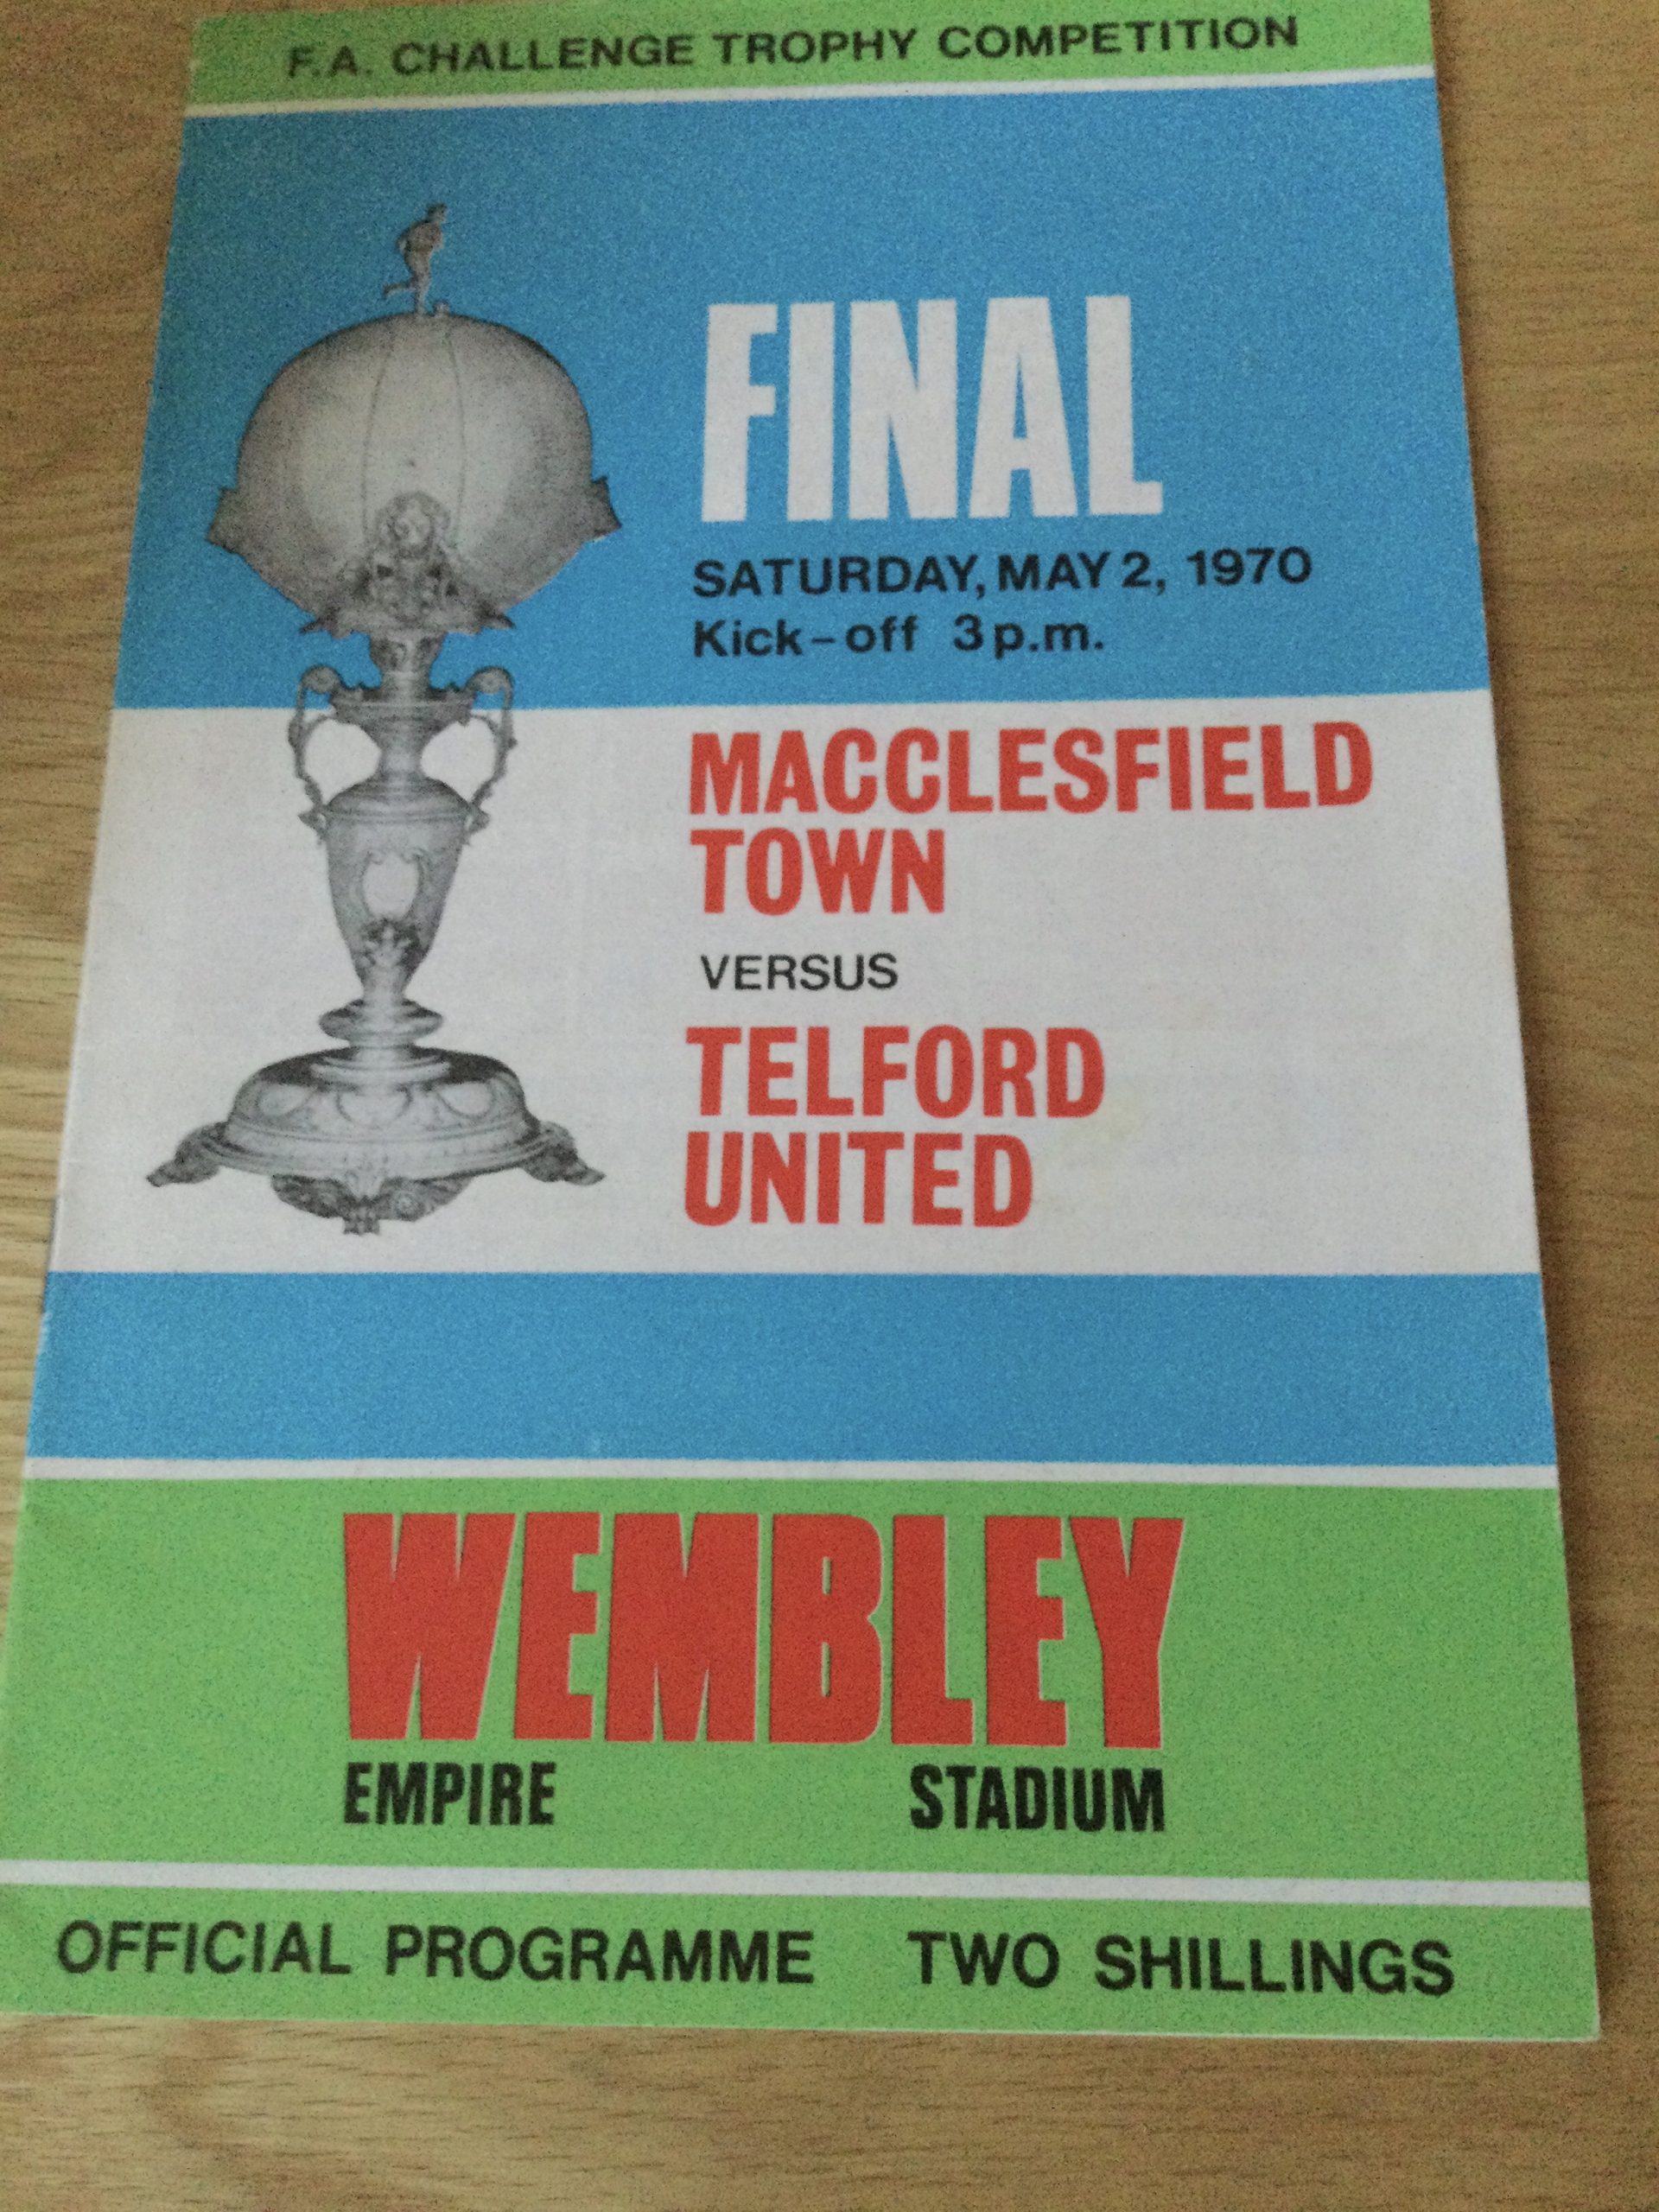 F.A. CHALLENGE TROPHY COMPETITION
FINAL
SATURDAY, MAY 2, 1970
Kick-off 3 p.m.
MACCLESFIELD
TOWN
VERSUS
TELFORD
UNITED
WEMBLEY
EMPIRE STADIUM
OFFICIAL PROGRAMME TWO SHILLINGS